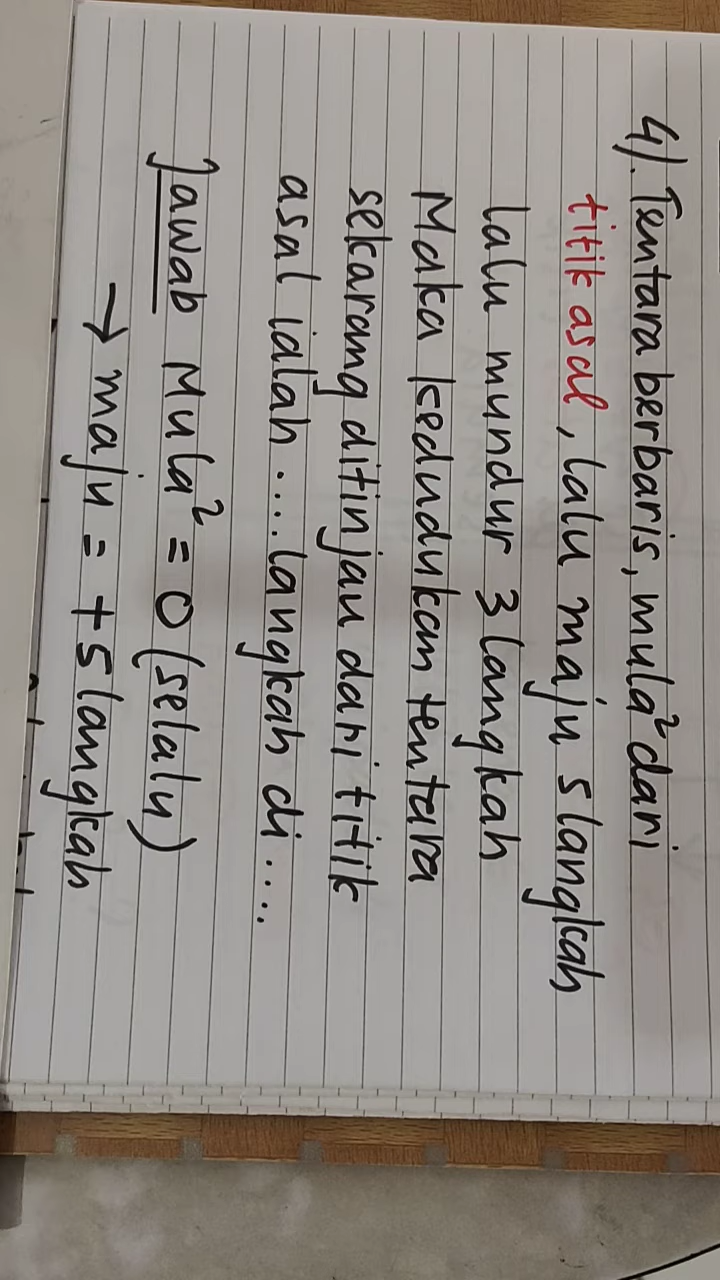 4). Tentara berbaris, mula² dari
titik asal, lalu maju 5 langkah
lalu mundur 3 langkah
Maka kedudukan tentara
sekarang ditinjau dari titik
asal ialah .... langkah di .....
Jawab Mula² = 0 (selalu)
→ maju = +5 langkah